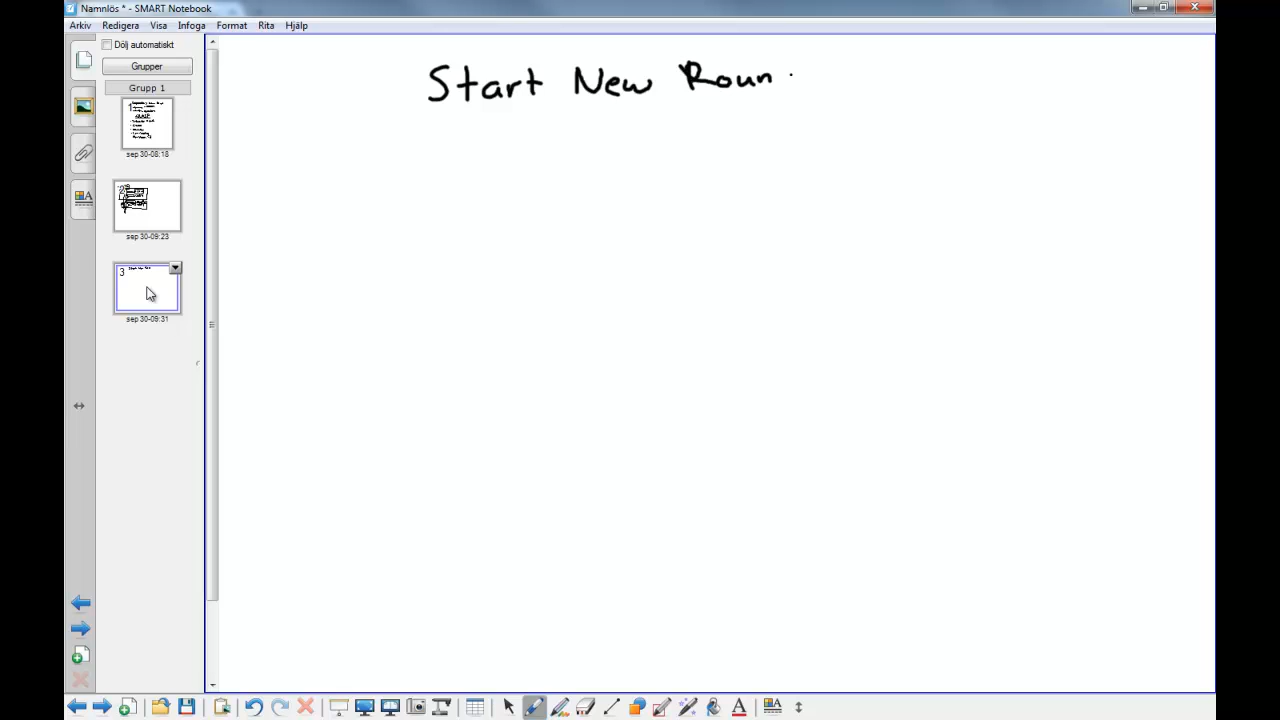 Namnlös * - SMART Notebook
Arkiv Redigera Visa Infoga Format Rita Hjälp
Dölj automatiskt
Grupper
Grupp 1
sep 30-08:18
sep 30-09:23
3
sep 30-09:31
Start New Roun